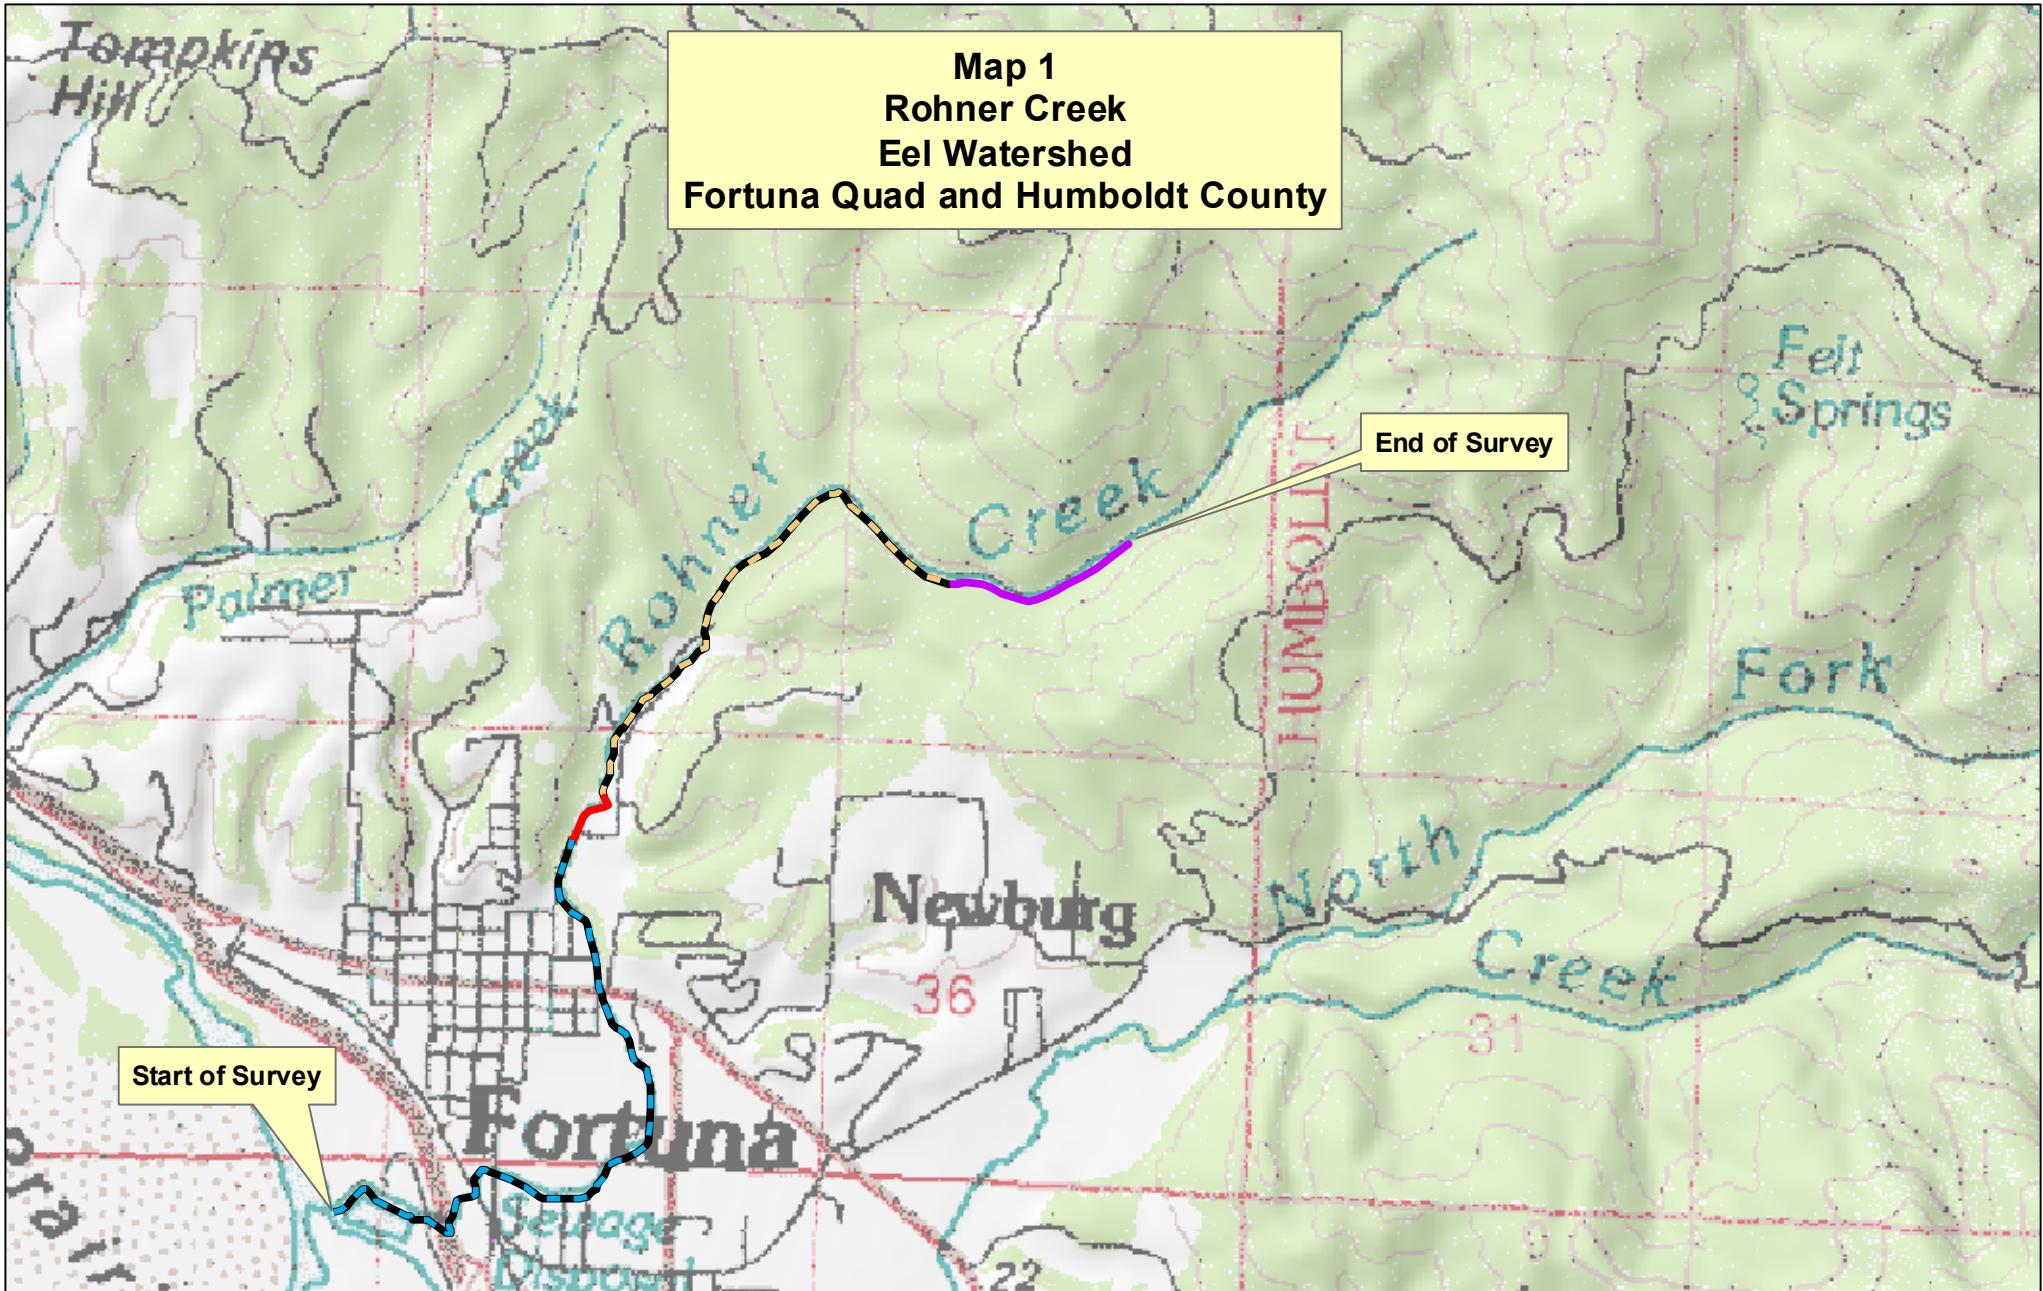 Tompkins
Hill
Map 1
Rohner Creek
Eel Watershed
Fortuna Quad and Humboldt County
300
Felt
Springs
End of Survey
Creek
Rohner
Creek
Palmer
50
HUMBOLDT
Fork
North
Newburg
Creek
36
31
Start of Survey
Fortuna
Sewage
Disposal
22